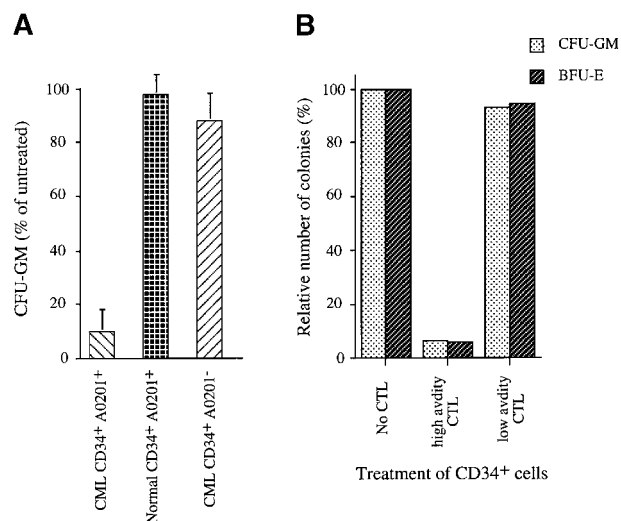 A
CFU-GM (% of untreated)
100
80
60
40
20
0
CML CD34+ A0201+
Normal CD34+ A0201+
CML CD34+ A0201-
B
CFU-GM
BFU-E
Relative number of colonies (%)
100
80
60
40
20
0
No CTL
high avdity
CTL
low avdity
CTL
Treatment of CD34+ cells